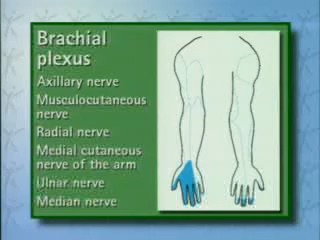 Brachial
plexus
Axillary nerve
Musculocutaneous
nerve
Radial nerve
Medial cutaneous
nerve of the arm
Ulnar nerve
Median nerve